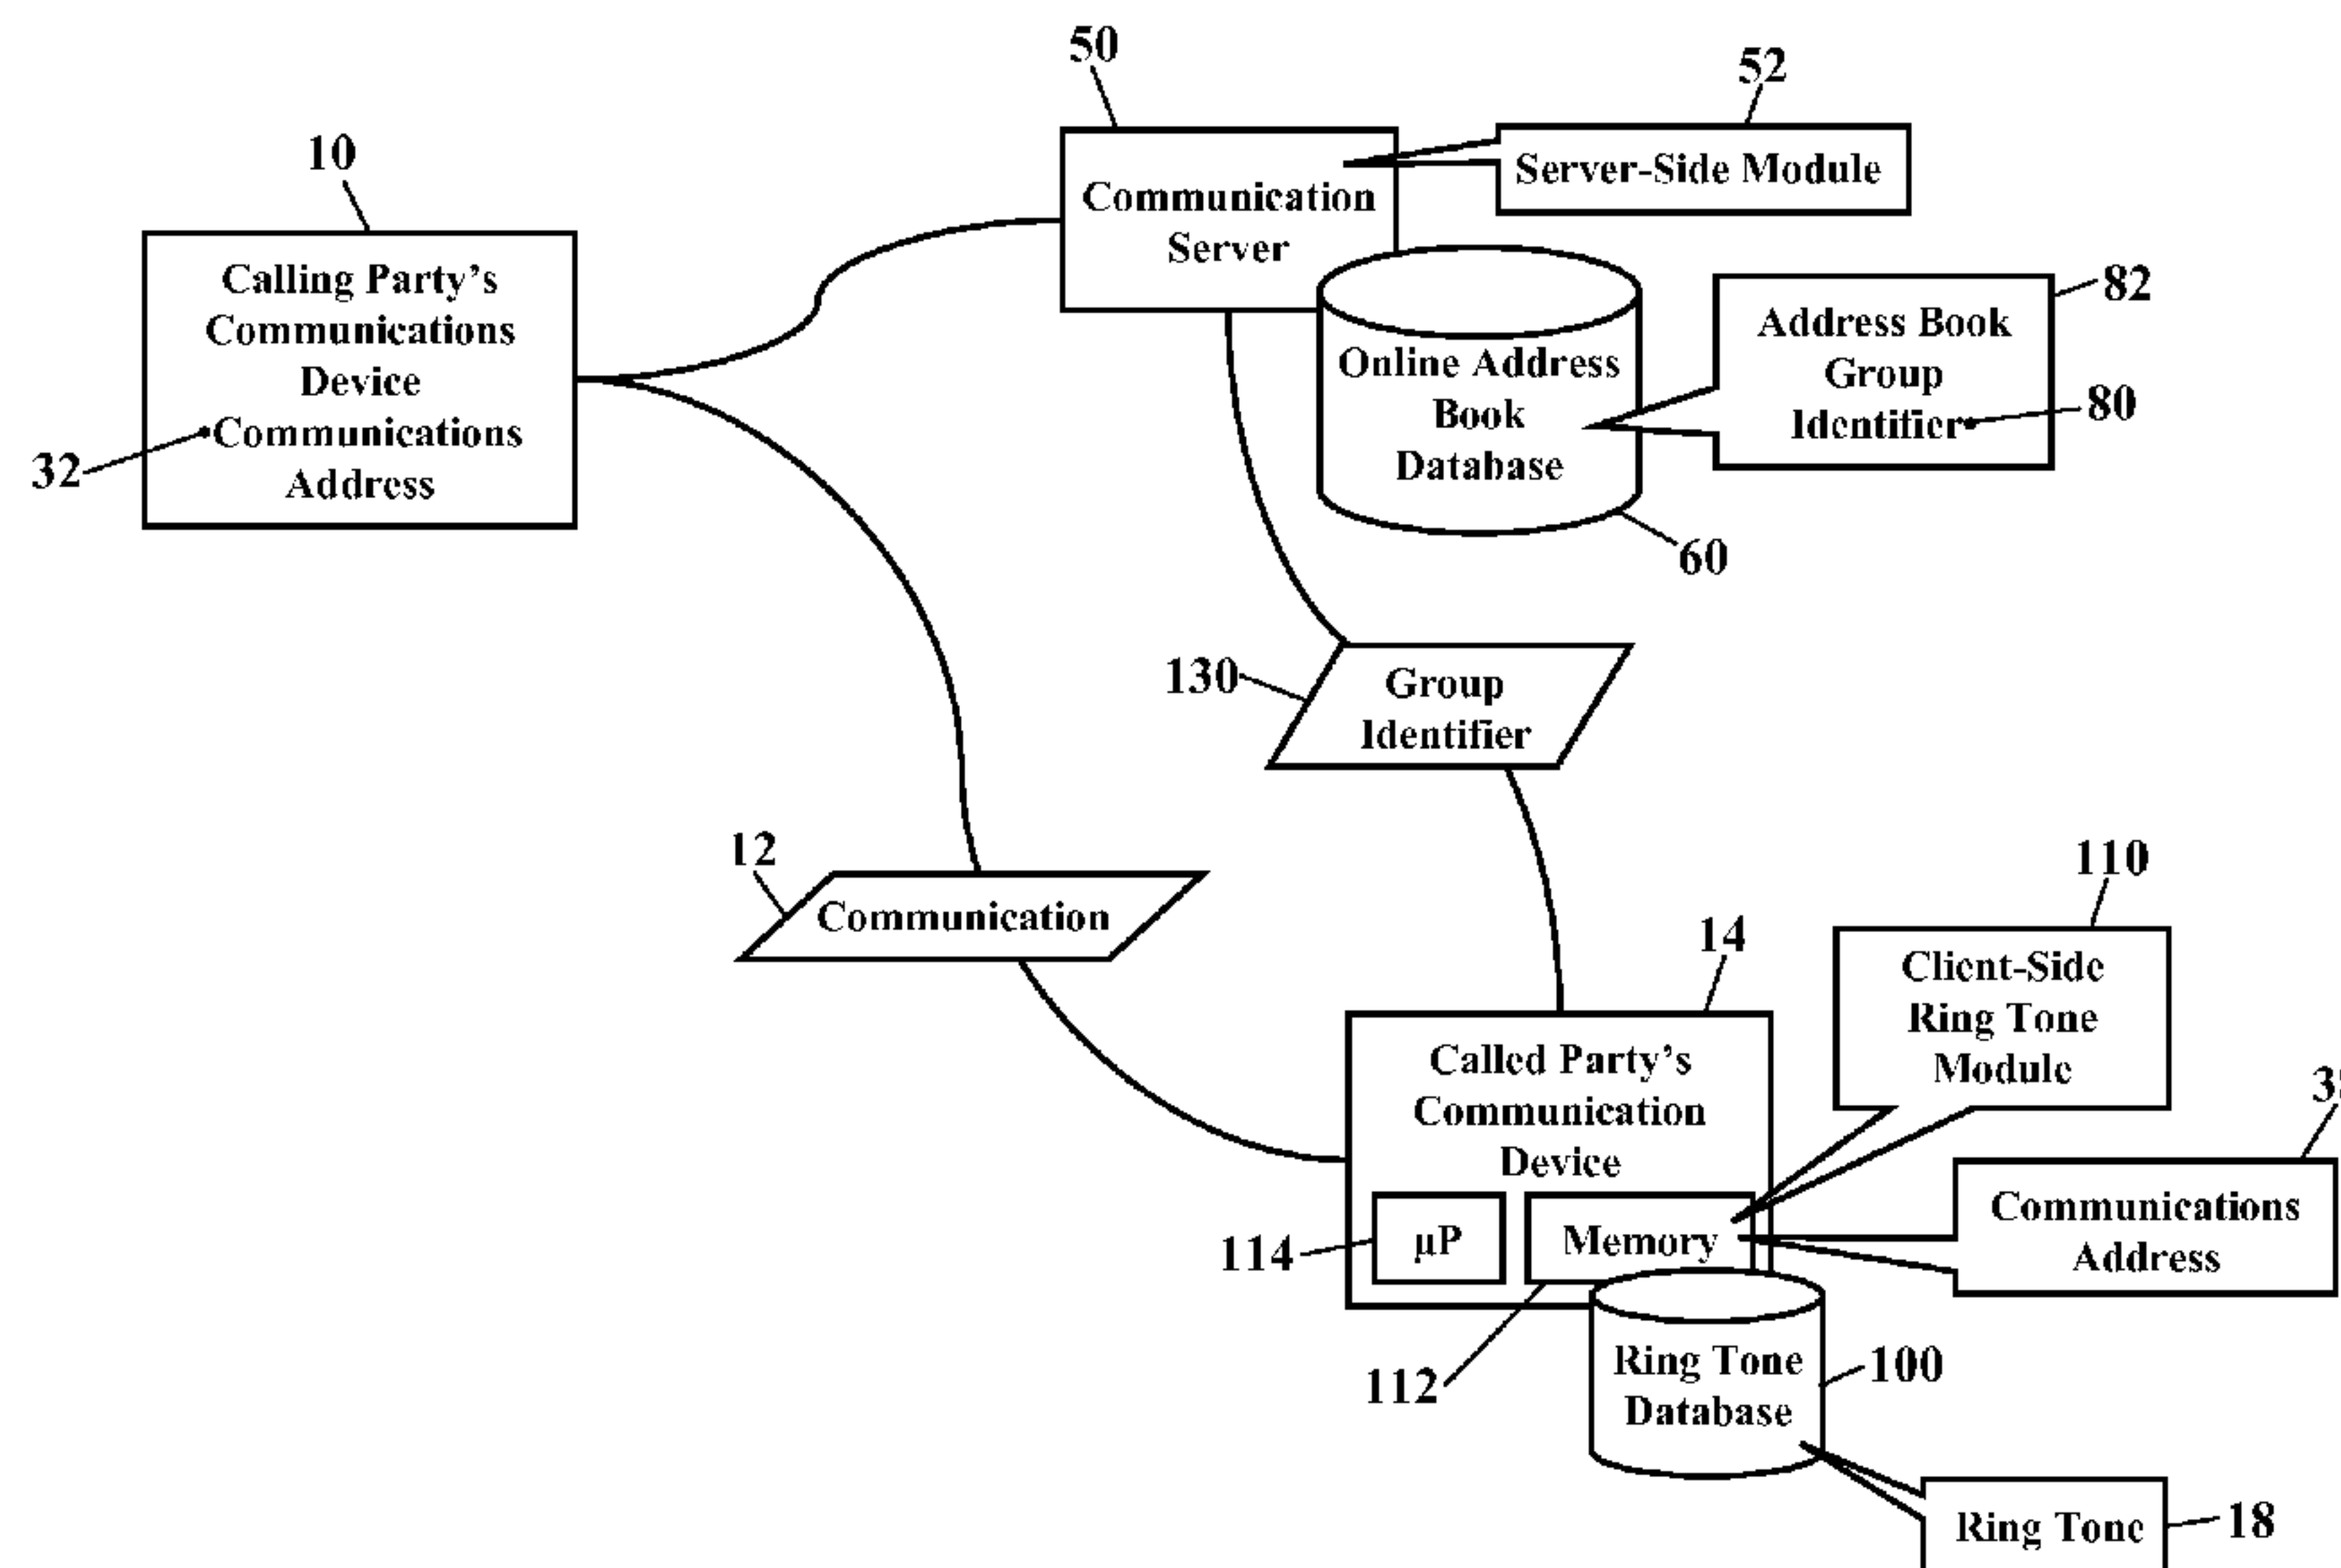 50
52
10
Server-Side Module
Communication
Server
Calling Party's
Communications
Device
Communications
Address
32
82
Address Book
Group
Identifier
80
Online Address
Book
Database
60
130
Group
Identifier
12
Communication
110
14
Client-Side
Ring Tone
Module
Called Party's
Communication
Device
Communications
Address
114
µP
Memory
112
Ring Tone
Database
100
Ring Tone
18